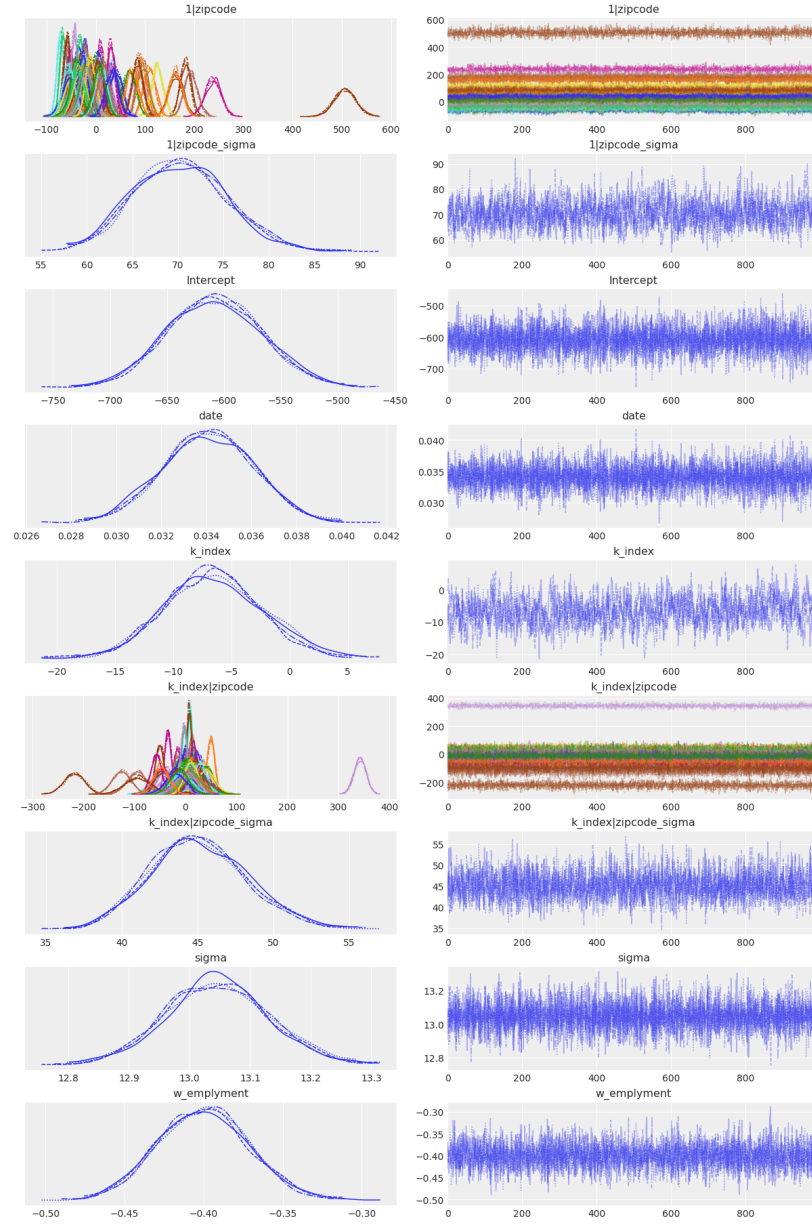 1|zipcode 1|zipcode
600
400
200
0
−100 0 100 200 300 400 500 600 0 200 400 600 800
1|zipcode_sigma 1|zipcode_sigma
90
80
70
60
55 60 65 70 75 80 85 90 0 200 400 600 800
Intercept Intercept
−500
−600
−700
−750 −700 −650 −600 −550 −500 −450 0 200 400 600 800
date date
0.040
0.035
0.030
0.026 0.028 0.030 0.032 0.034 0.036 0.038 0.040 0.042 0 200 400 600 800
k_index k_index
0
−10
−20
−20 −15 −10 −5 0 5 0 200 400 600 800
k_index|zipcode k_index|zipcode
400
200
0
−200
−300 −200 −100 0 100 200 300 400 0 200 400 600 800
k_index|zipcode_sigma k_index|zipcode_sigma
55
50
45
40
35
35 40 45 50 55 0 200 400 600 800
sigma sigma
13.2
13.0
12.8
12.8 12.9 13.0 13.1 13.2 13.3 0 200 400 600 800
w_emplyment w_emplyment
−0.30
−0.35
−0.40
−0.45
−0.50
−0.50 −0.45 −0.40 −0.35 −0.30 0 200 400 600 800